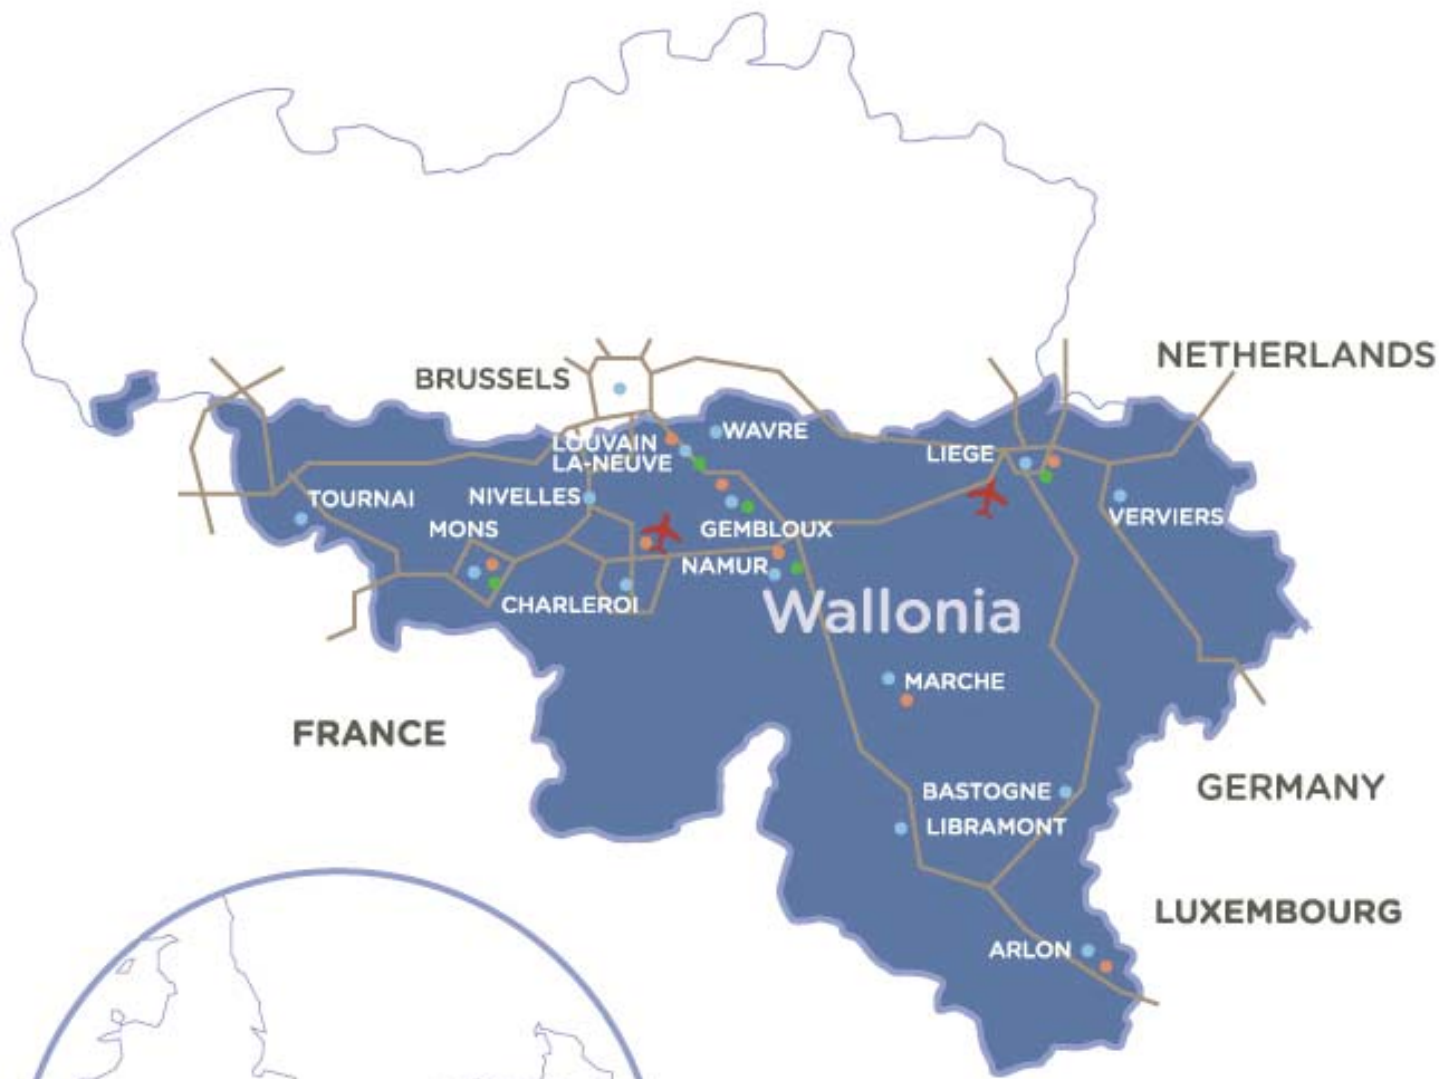 NETHERLANDS
BRUSSELS
WAVRE
LOUVAIN
LA-NEUVE
LIEGE
TOURNAI
NIVELLES
VERVIERS
MONS
GEMBLOUX
NAMUR
CHARLEROI
Wallonia
MARCHE
FRANCE
GERMANY
BASTOGNE
LIBRAMONT
LUXEMBOURG
ARLON